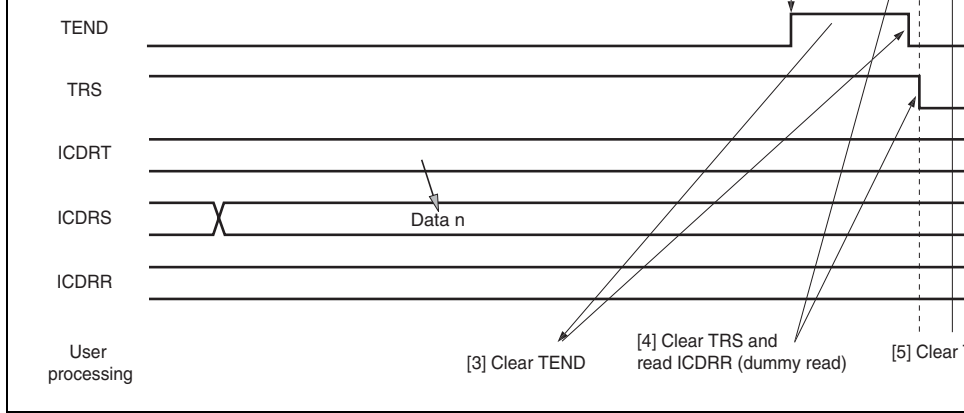 TEND
TRS
ICDRT
ICDRS
Data n
ICDRR
User
processing
[3] Clear TEND
[4] Clear TRS and
read ICDRR (dummy read)
[5] Clear